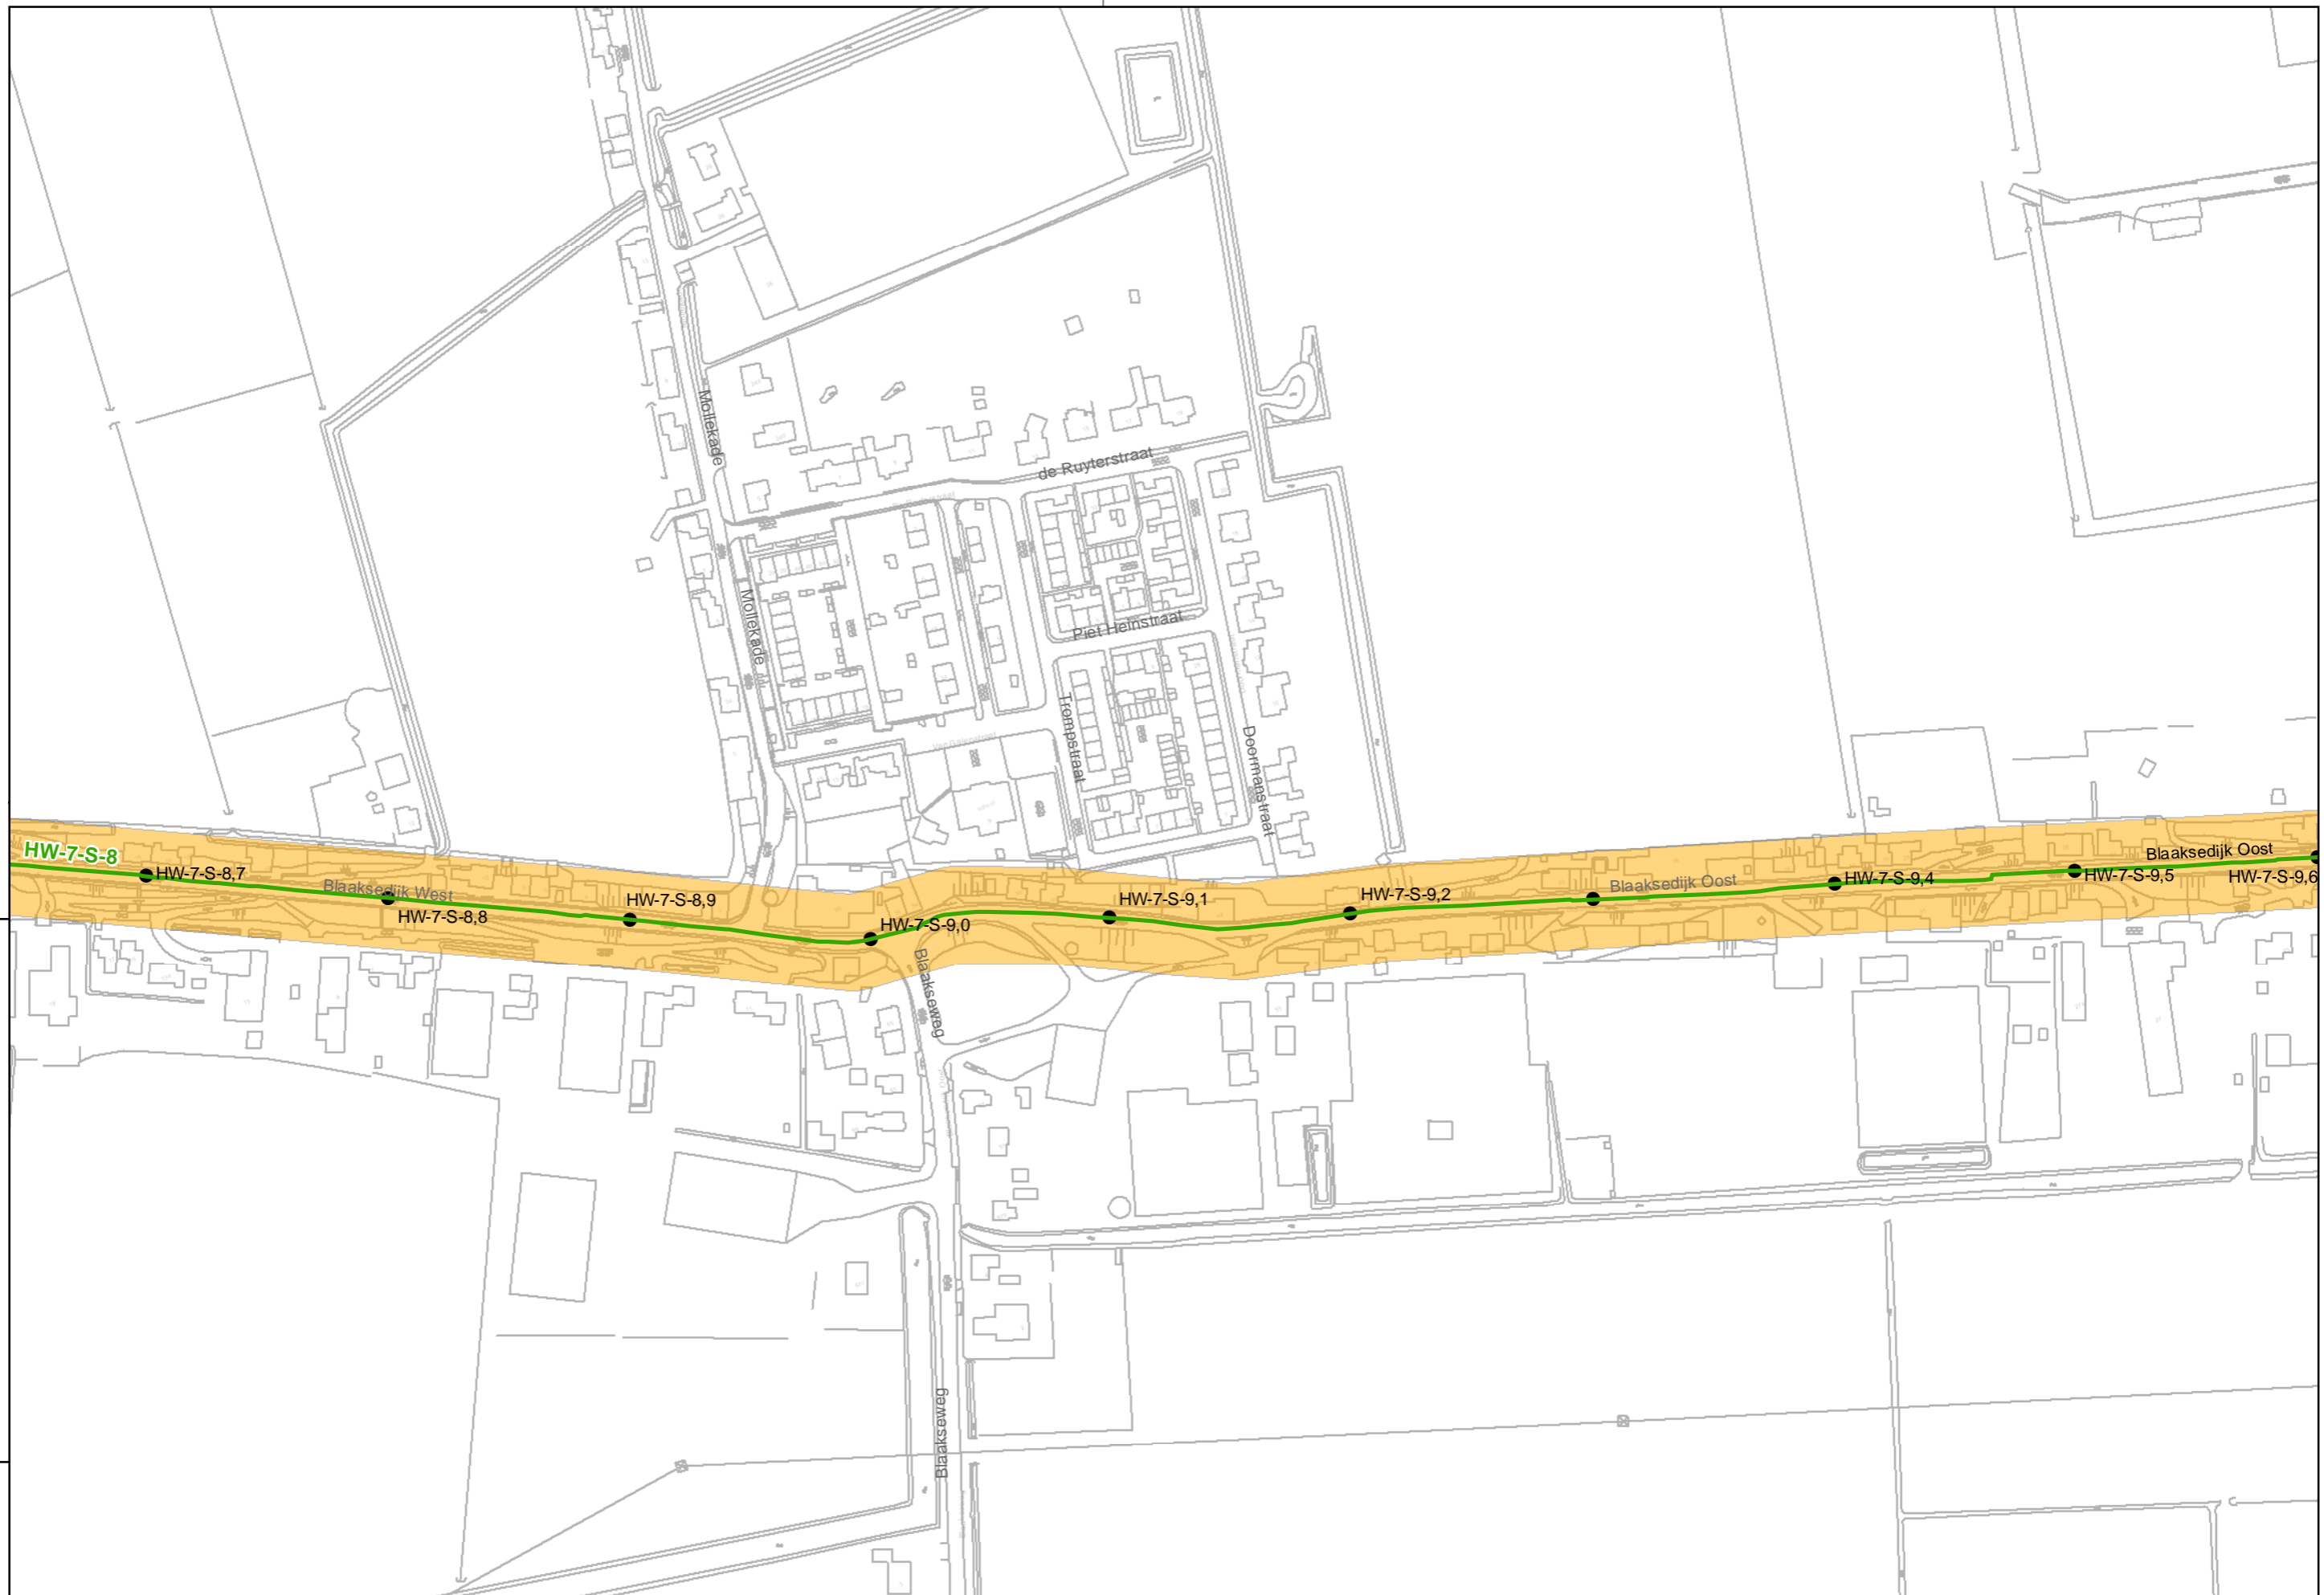 Mollekade
de Ruyterstraat
Mollekade
Piet Heinstraat
Trompstraat
Doormanstraat
HW-7-S-8
HW-7-S-8,7
Blaaksedijk West
HW-7-S-8,8
HW-7-S-8,9
HW-7-S-9,0
HW-7-S-9,1
HW-7-S-9,2
Blaaksedijk Oost
HW-7-S-9,4
Blaaksedijk Oost
HW-7-S-9,5
HW-7-S-9,6
Blaakseweg
Blaakseweg